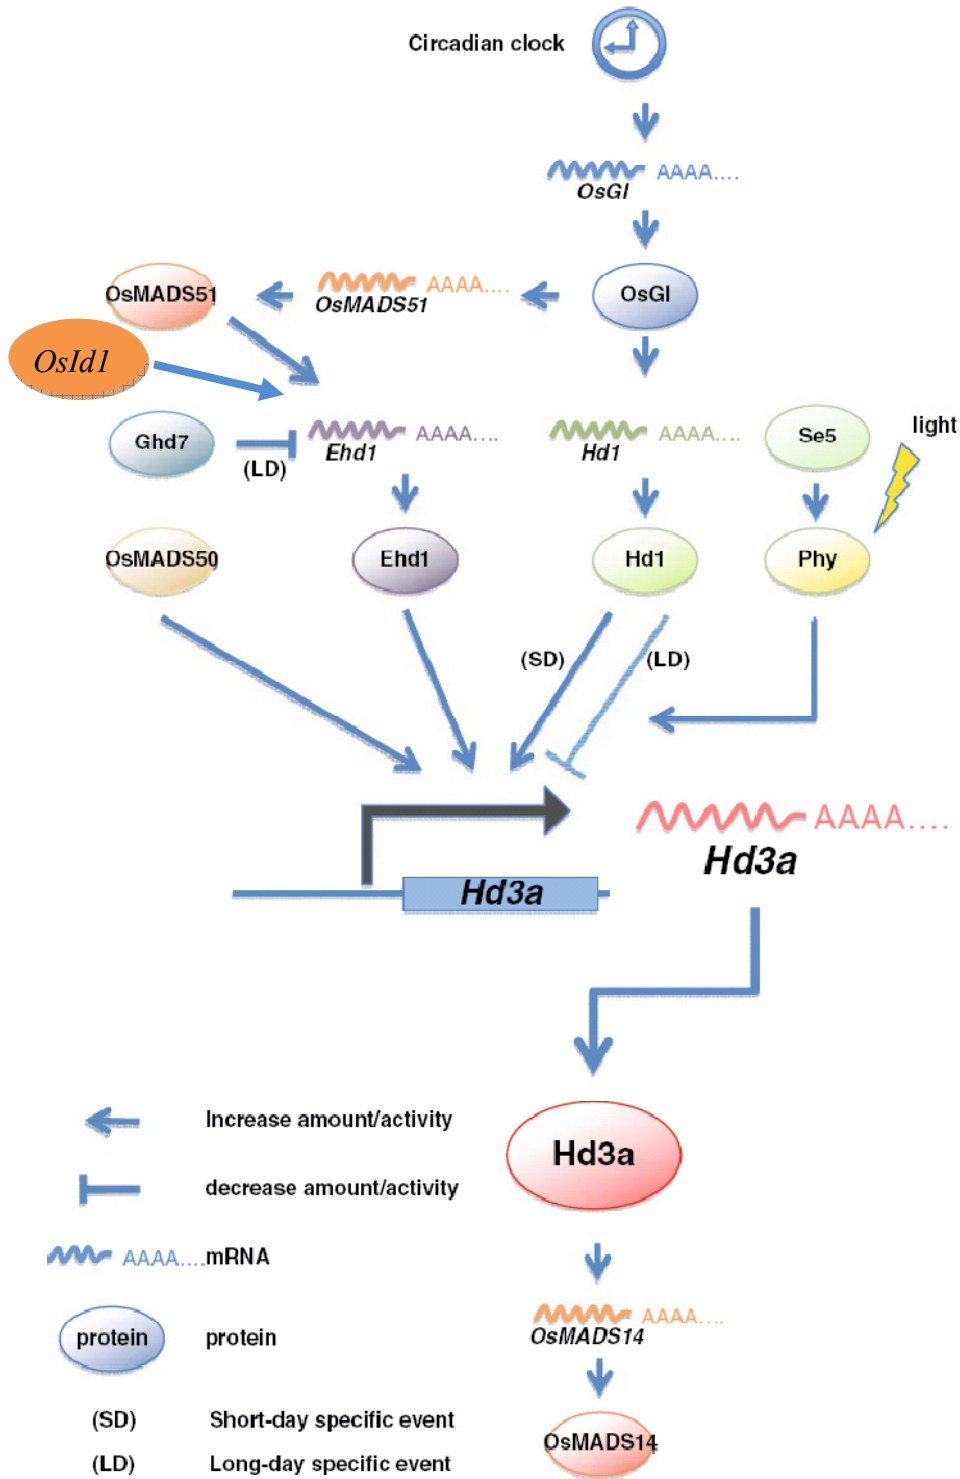 Circadian clock
AAAA....
OsGI
OsMADS51
AAAA....
OsMADS51
OsGI
OsId1
Ghd7
(LD)
AAAA....
Ehd1
AAAA....
Hd1
Se5
light
OsMADS50
Ehd1
Hd1
Phy
(SD)
(LD)
AAAA....
Hd3a
Hd3a
Increase amount/activity
Hd3a
decrease amount/activity
AAAA.... mRNA
AAAA....
OsMADS14
protein
protein
(SD)
Short-day specific event
OsMADS14
(LD)
Long-day specific event